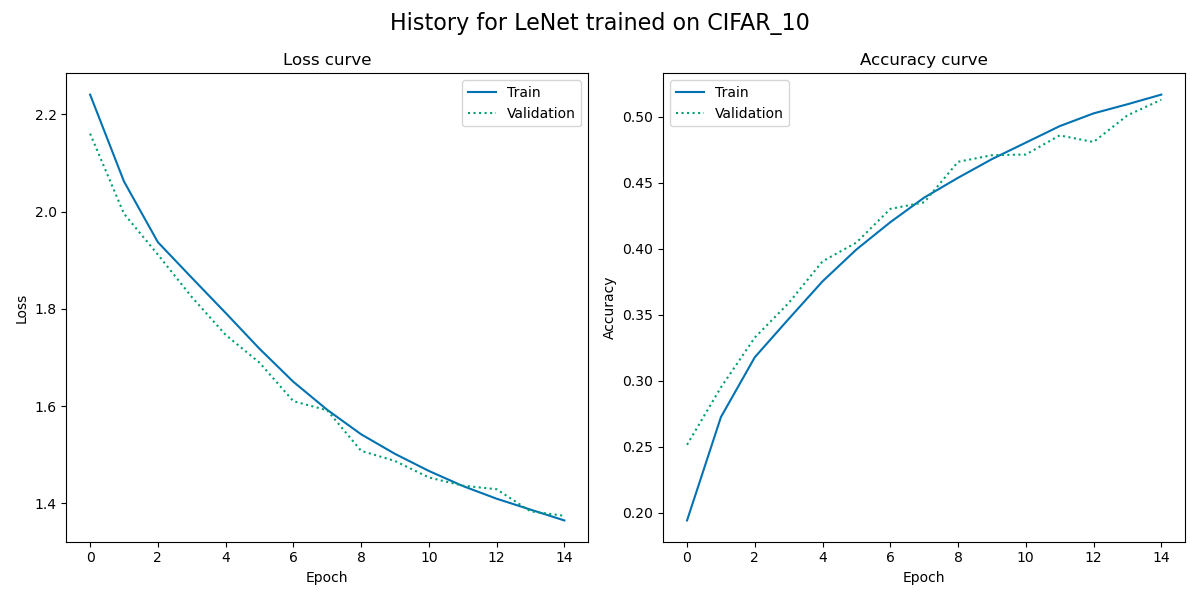 History for LeNet trained on CIFAR_10
Loss curve
Train
Validation
2.2
2.0
1.8
1.6
1.4
Loss
0 2 4 6 8 10 12 14
Epoch
Accuracy curve
Train
Validation
0.50
0.45
0.40
0.35
0.30
0.25
0.20
Accuracy
0 2 4 6 8 10 12 14
Epoch